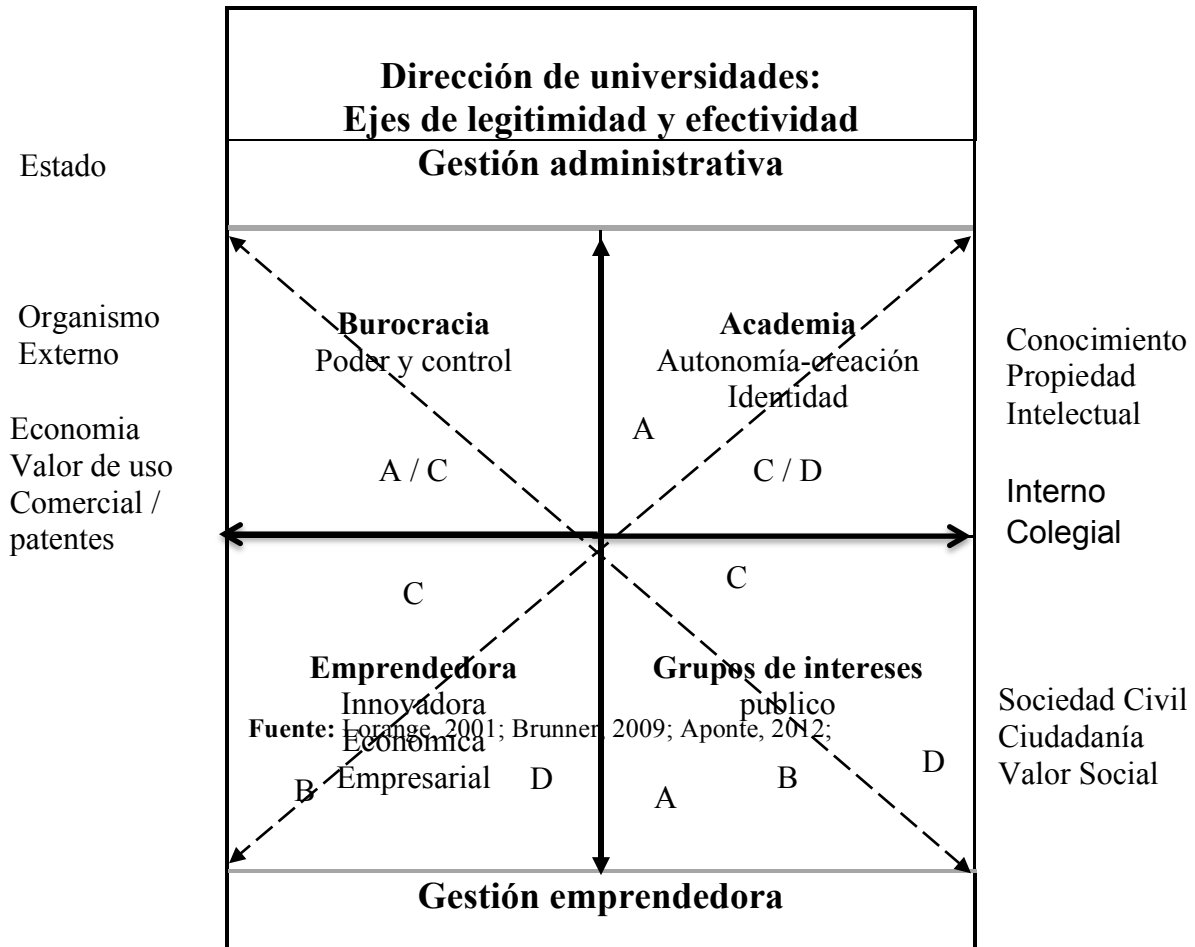 Dirección de universidades:
Ejes de legitimidad y efectividad
Estado
Gestión administrativa
Organismo
Externo
Burocracia
Poder y control
Academia
Autonomía-creación
Identidad
Conocimiento
Propiedad
Intelectual
Economia
Valor de uso
Comercial /
patentes
A / C
A
C / D
Interno
Colegial
C
C
Emprendedora
Innovadora
Económica
Empresarial
Grupos de intereses
publico
Fuente: Lorange, 2001; Brunner, 2009; Aponte, 2012;
Sociedad Civil
Ciudadanía
Valor Social
B
D
A
B
D
Gestión emprendedora